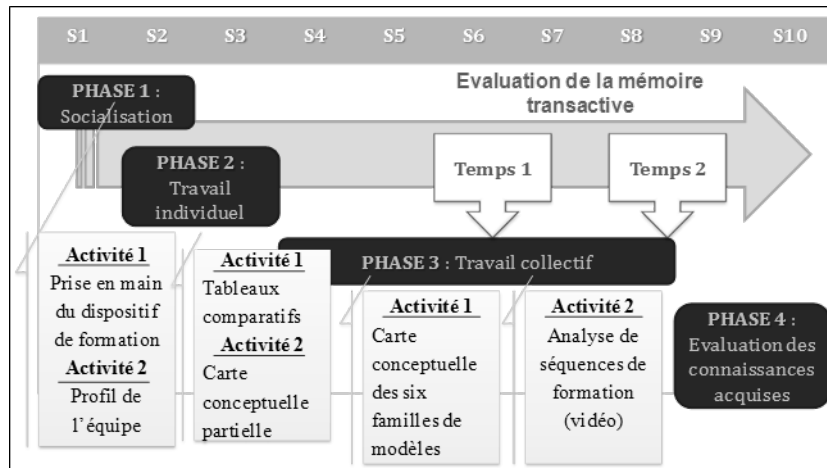 S1 S2 S3 S4 S5 S6 S7 S8 S9 S10
Evaluation de la mémoire
transactive
PHASE 1 :
Socialisation
PHASE 2 :
Travail
individuel
Temps 1
Temps 2
PHASE 3 : Travail collectif
Activité 1
Prise en main
du dispositif
de formation
Activité 2
Profil de
l'équipe
Activité 1
Tableaux
comparatifs
Activité 2
Carte
conceptuelle
partielle
Activité 1
Carte
conceptuelle
des six
familles de
modèles
Activité 2
Analyse de
séquences de
formation
(vidéo)
PHASE 4 :
Evaluation des
connaissances
acquises